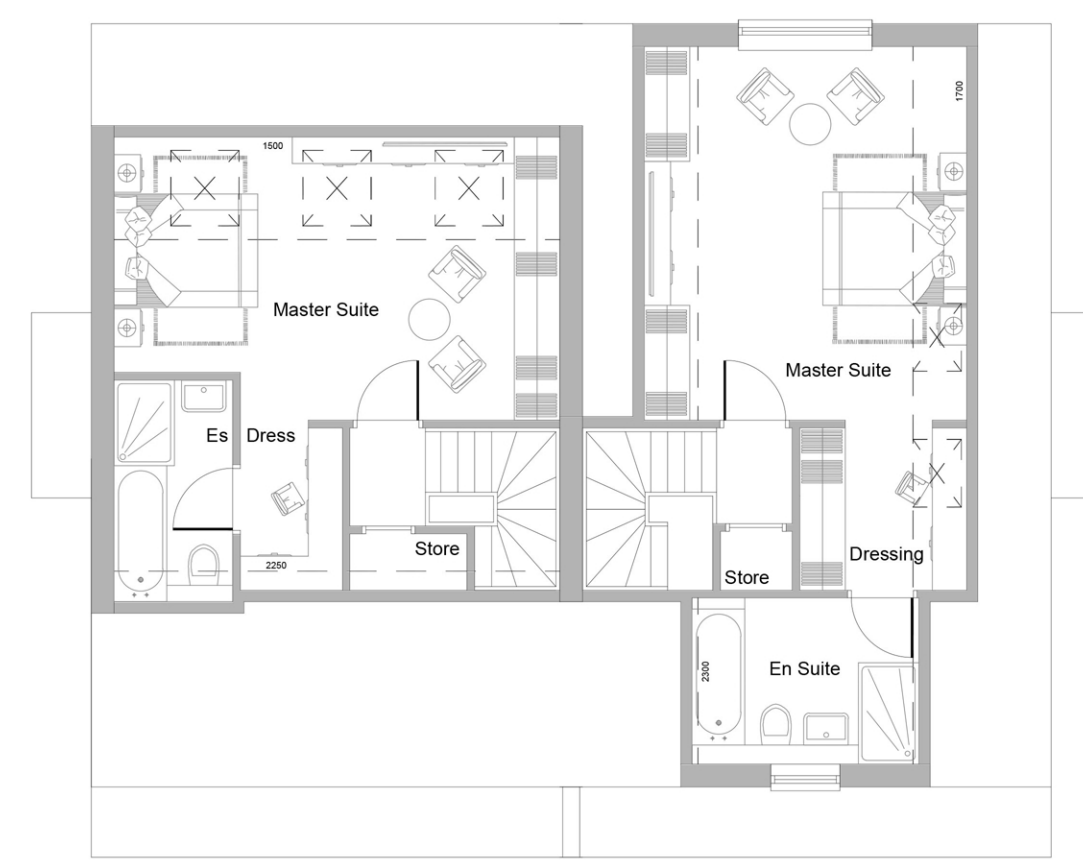 1500
1700
Master Suite
Master Suite
Es
Dress
Store
2250
Dressing
Store
En Suite
2300